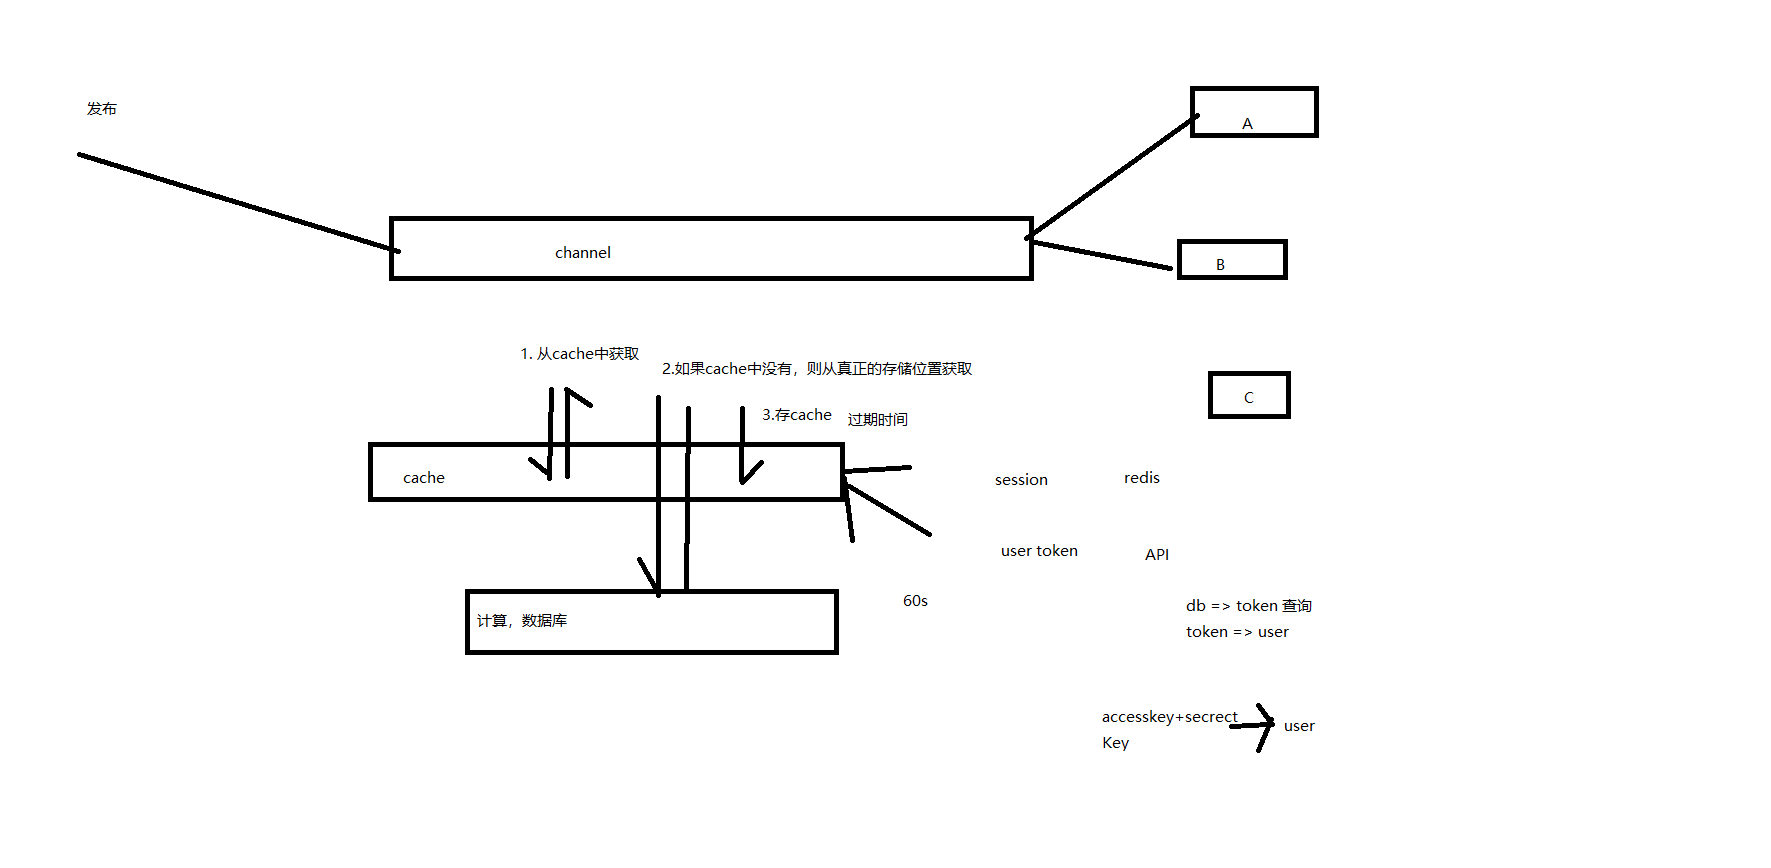 发布
A
channel
B
1. 从cache中获取
2.如果cache中没有，则从真正的存储位置获取
C
3.存cache
过期时间
cache
session
redis
user token
API
60s
计算，数据库
db => token 查询
token => user
accesskey+secrect
Key
user